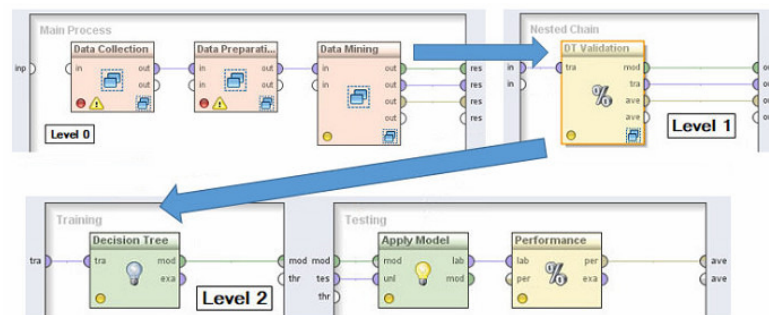 Main Process
Data Collection
Data Preparati...
Data Mining
inp
in out
out
in out
in out
in out
in out
out
out
res
res
res
Level 0
Nested Chain
DT Validation
in
in
tra mod
tra
ave
ave
Level 1
Training
Decision Tree
tra
tra mod
exa
mod
thr
Level 2
Testing
Apply Model
Performance
mod
tes
thr
mod lab
unl mod
lab per
per exa
ave
ave